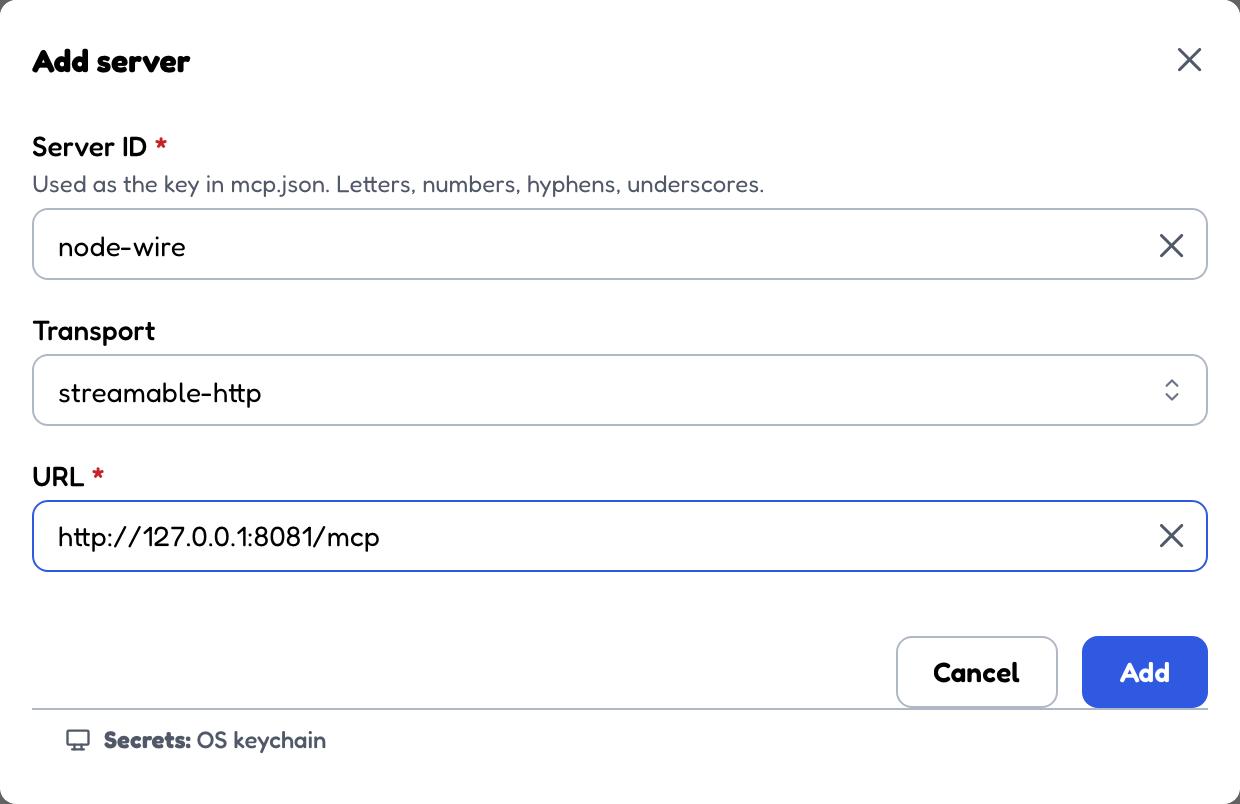 Add server
Server ID *
Used as the key in mcp.json. Letters, numbers, hyphens, underscores.
node-wire
Transport
streamable-http
URL *
http://127.0.0.1:8081/mcp
Cancel
Add
Secrets: OS keychain